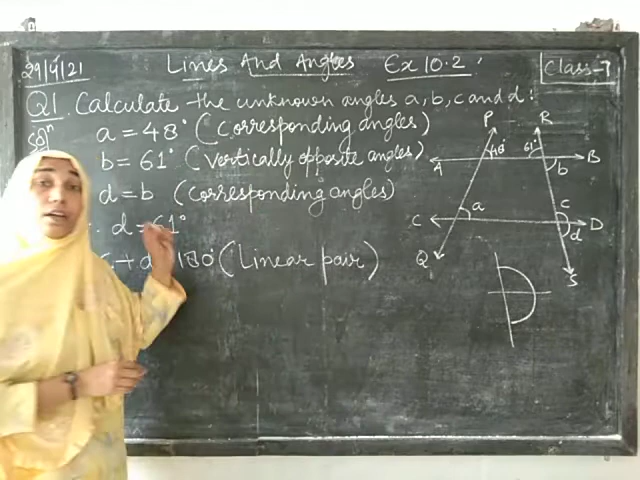 29/4/21
Lines And Angles Ex 10.2
Class-7
Q1 Calculate the unknown angles a, b, c and d:
Solⁿ a = 48° (corresponding angles)
b = 61° (vertically opposite angles)
d = b (corresponding angles)
∴ d = 61°
c + d = 180° (Linear pair)
P R
48° 61°
A B
b
a c
C D
d
Q S